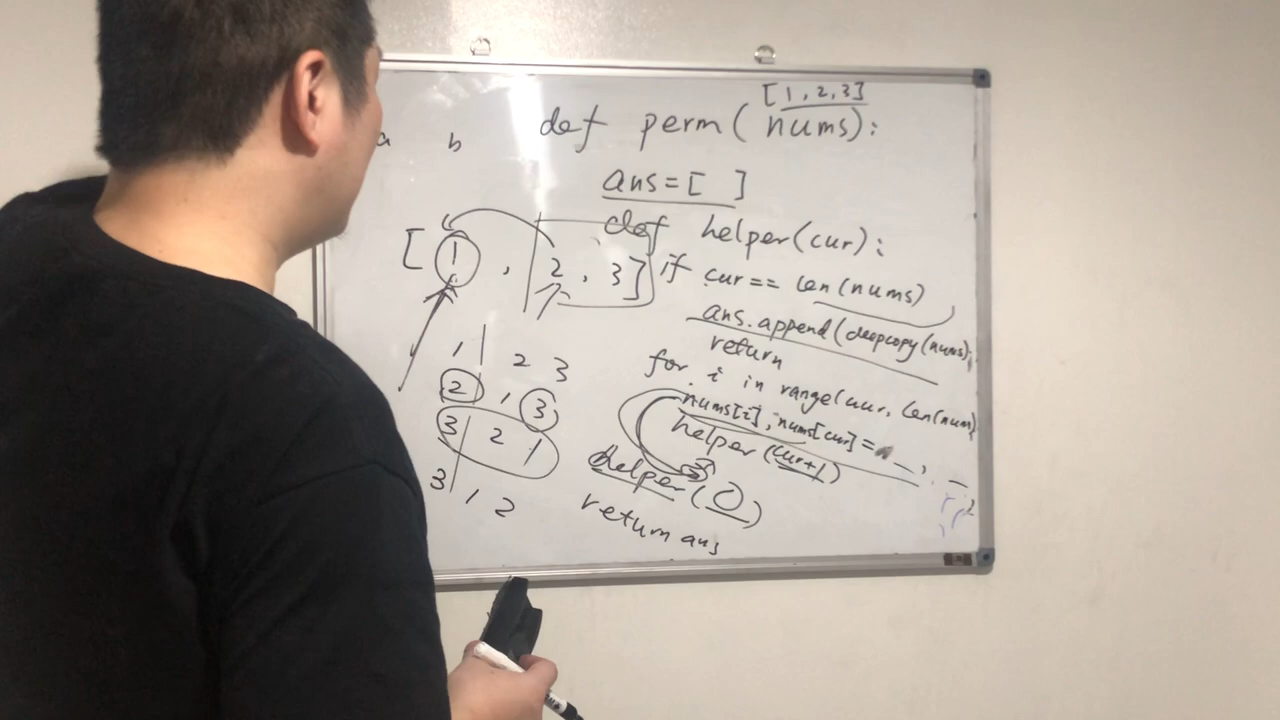 [1,2,3]
def perm(nums):
a b
ans=[ ]
def helper(cur):
[1, 2, 3]
if cur== len(nums)
ans.append(deepcopy(nums)
return
1 2 3
for i in range(cur, len(num)
2 1 3
nums[i], nums[cur] = _, _
helper(cur+1)
3 2 1
helper(0)
3 1 2
return ans